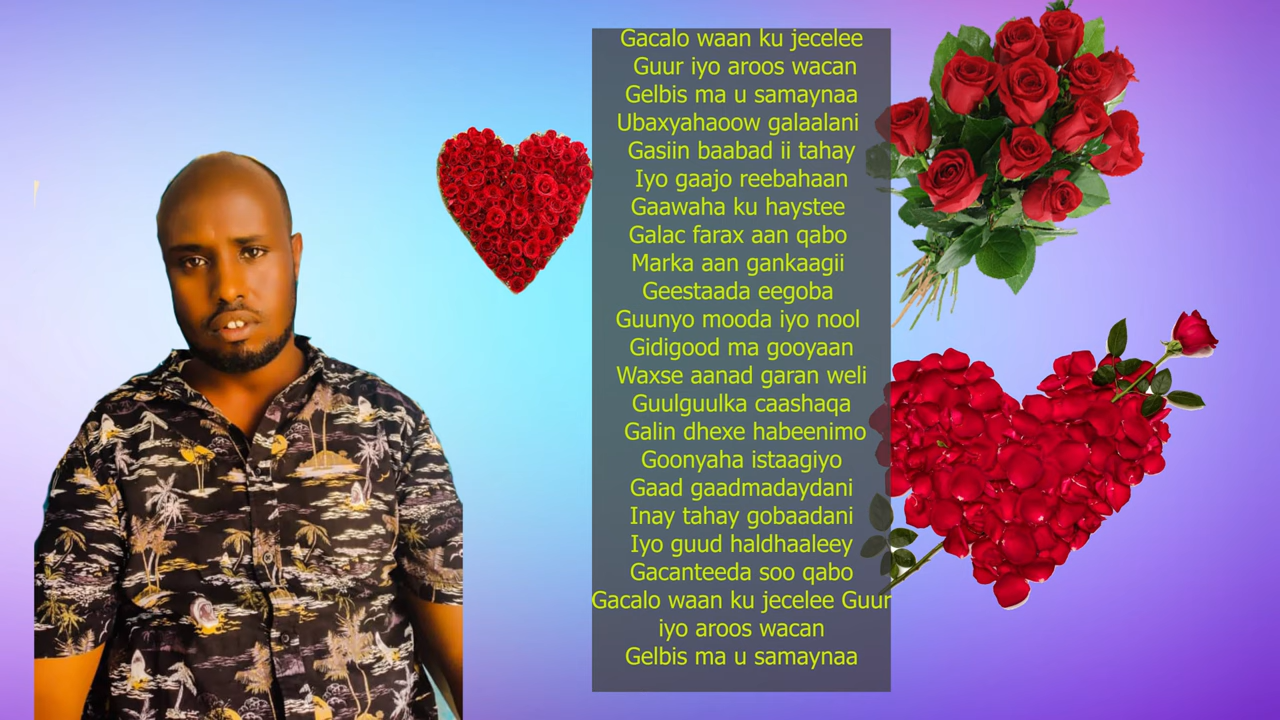 Gacalo waan ku jecelee
Guur iyo aroos wacan
Gelbis ma u samaynaa
Ubaxyahaoow galaalani
Gasiin baabad ii tahay
Iyo gaajo reebahaan
Gaawaha ku haystee
Galac farax aan qabo
Marka aan gankaagii
Geestaada eegoba
Guunyo mooda iyo nool
Gidigood ma gooyaan
Waxse aanad garan weli
Guulguulka caashaqa
Galin dhexe habeenimo
Goonyaha istaagiyo
Gaad gaadmadaydani
Inay tahay gobaadani
Iyo guud haldhaaleey
Gacanteeda soo qabo
Gacalo waan ku jecelee Guur
iyo aroos wacan
Gelbis ma u samaynaa